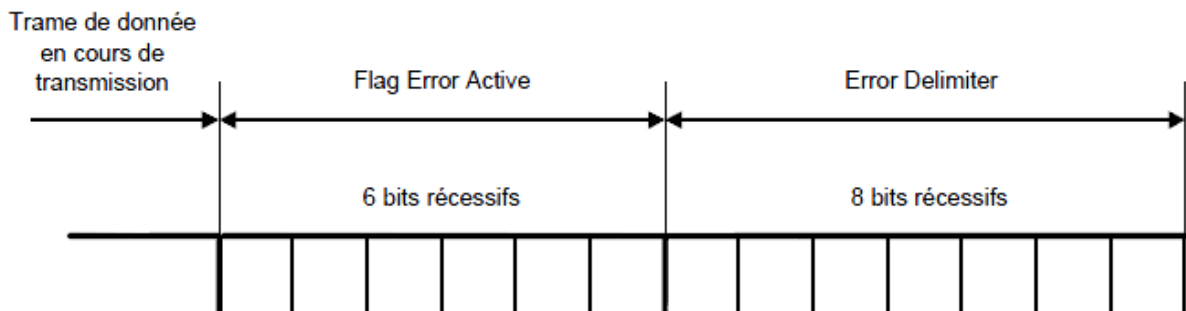 Trame de donnée
en cours de
transmission
Flag Error Active
Error Delimiter
6 bits récessifs
8 bits récessifs